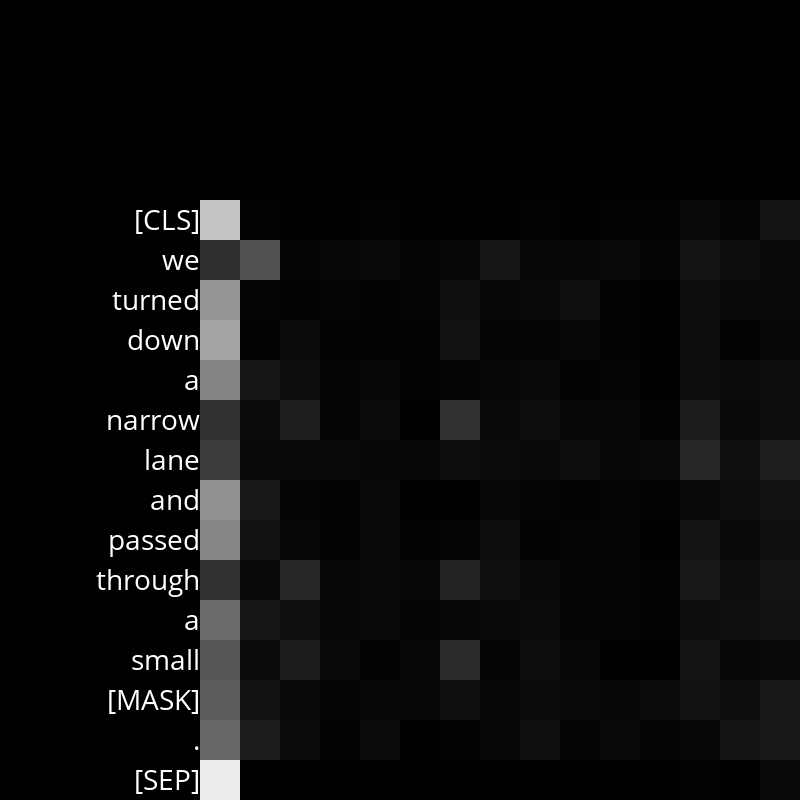 [CLS]
we
turned
down
a
narrow
lane
and
passed
through
a
small
[MASK]
.
[SEP]